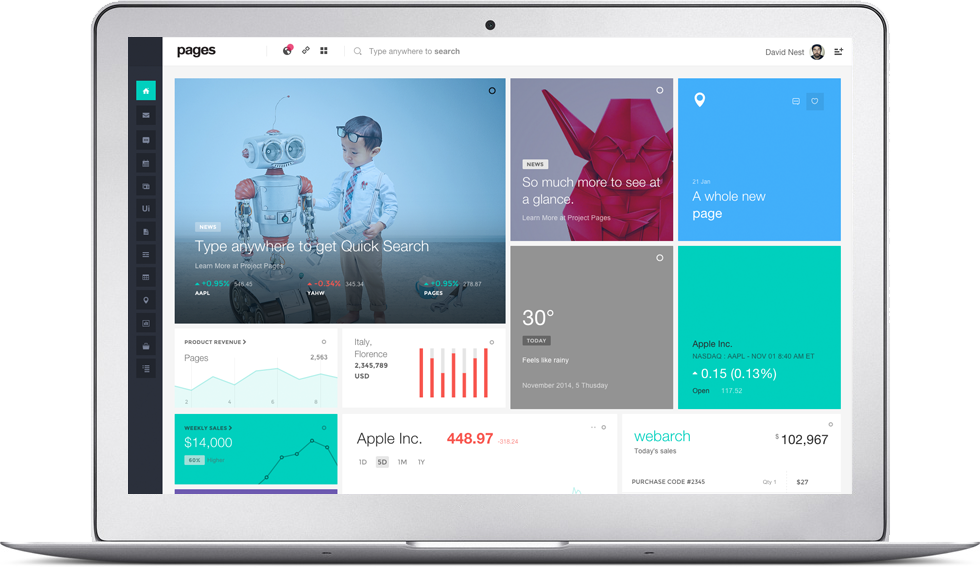 pages
Type anywhere to search
David Nest
Ui
NEWS
Type anywhere to get Quick Search
Learn More at Project Pages
+0.95% 546.45
AAPL
-0.34% 345.34
YAHW
+0.95% 278.87
PAGES
NEWS
So much more to see at
a glance.
Learn More at Project Pages
21 Jan
A whole new
page
30°
TODAY
Feels like rainy
November 2014, 5 Thusday
Apple Inc.
NASDAQ : AAPL - NOV 01 8:40 AM ET
0.15 (0.13%)
Open 117.52
PRODUCT REVENUE
Pages 2,563
2 4 6 8
Italy,
Florence
2,345,789
USD
WEEKLY SALES
$14,000
60% Higher
Apple Inc. 448.97 -318.24
1D 5D 1M 1Y
webarch
Today's sales
$ 102,967
PURCHASE CODE #2345 Qty 1 $27